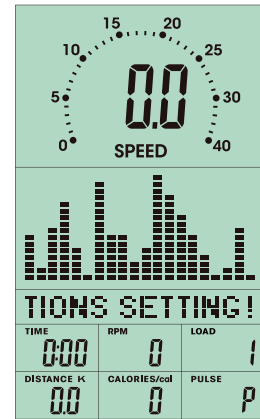 15 20
10 25
5 30
0 40
0.0
SPEED
TIONS SETTING!
TIME RPM LOAD
0:00 0 1
DISTANCE K CALORIES/cal PULSE
0.0 0 P